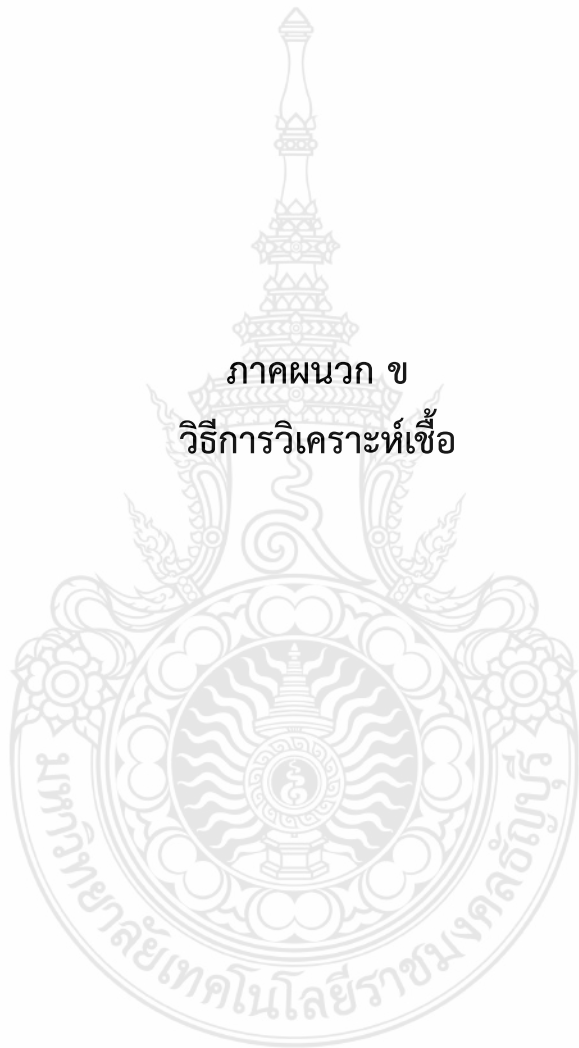 ภาคผนวก ข
วิธีการวิเคราะห์เชื้อ
มหาวิทยาลัยเทคโนโลยีราชมงคลธัญบุรี